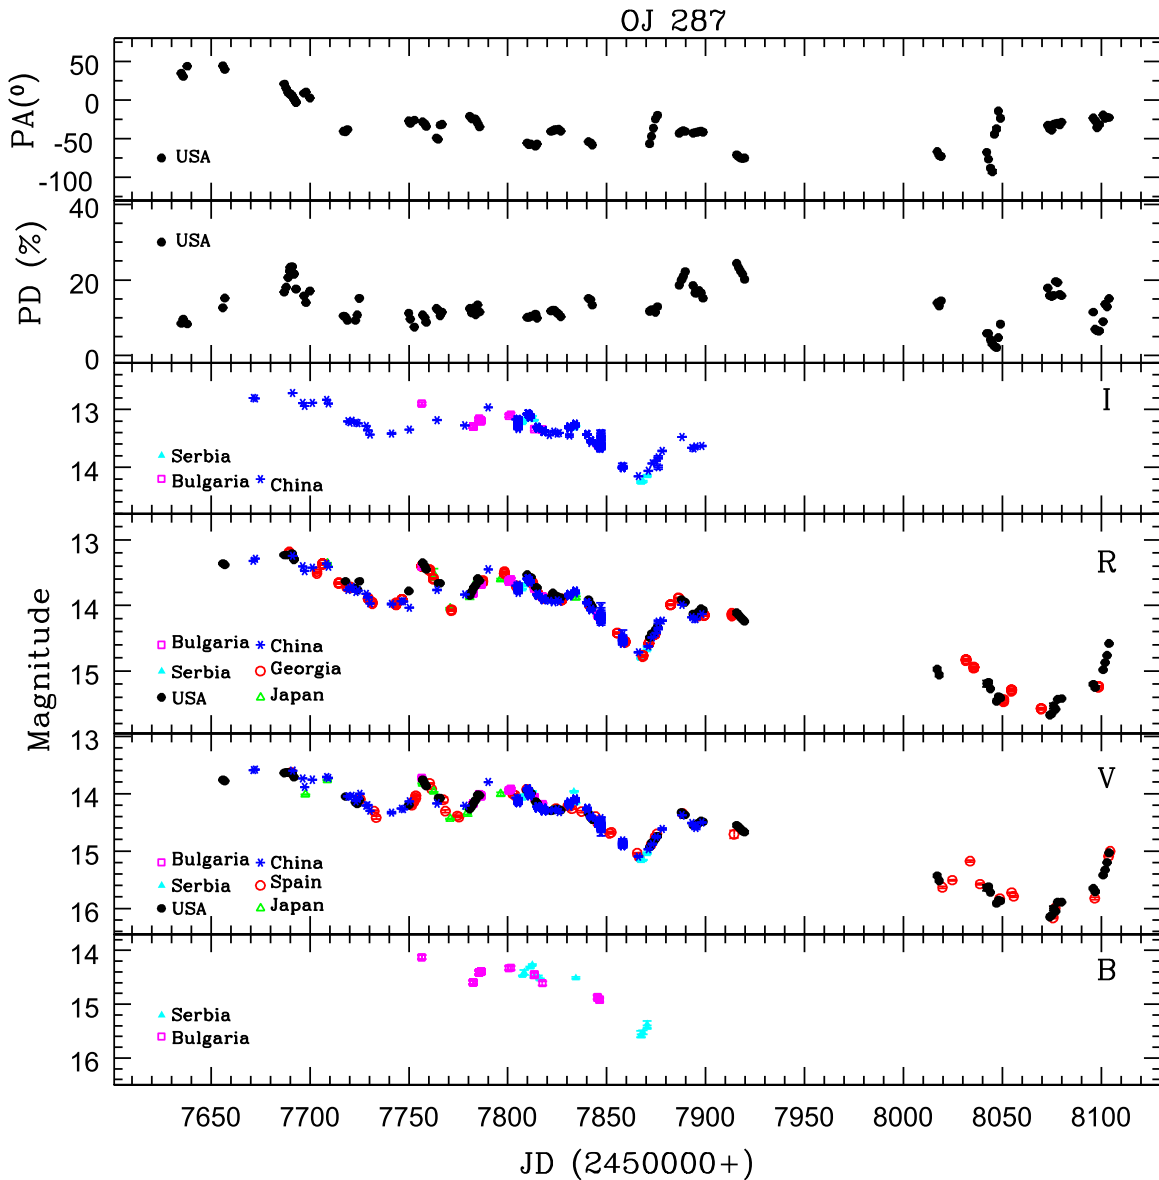 OJ 287
PA(º)
50
0
-50
-100
USA
PD (%)
40
20
0
USA
Magnitude
13
14
I
Serbia
Bulgaria
China
13
14
15
R
Bulgaria
China
Serbia
Georgia
USA
Japan
13
14
15
16
V
Bulgaria
China
Serbia
Spain
USA
Japan
14
15
16
B
Serbia
Bulgaria
7650 7700 7750 7800 7850 7900 7950 8000 8050 8100
JD (2450000+)